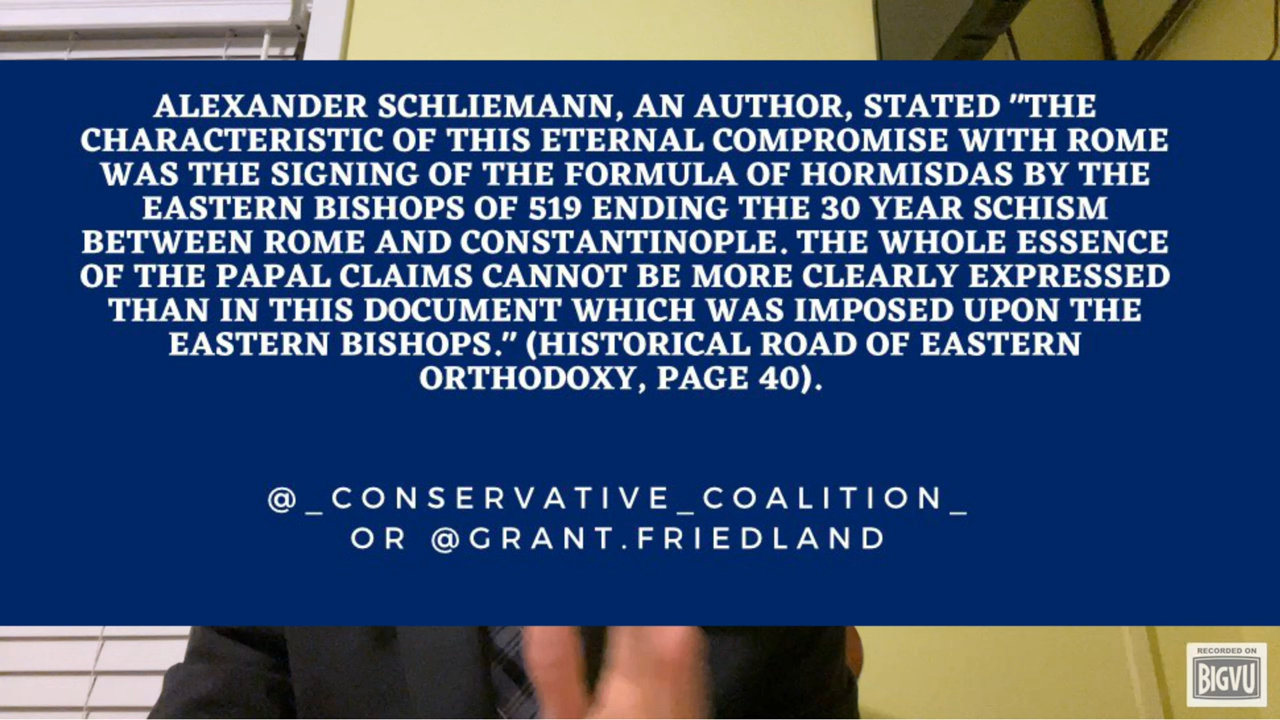 ALEXANDER SCHLIEMANN, AN AUTHOR, STATED "THE
CHARACTERISTIC OF THIS ETERNAL COMPROMISE WITH ROME
WAS THE SIGNING OF THE FORMULA OF HORMISDAS BY THE
EASTERN BISHOPS OF 519 ENDING THE 30 YEAR SCHISM
BETWEEN ROME AND CONSTANTINOPLE. THE WHOLE ESSENCE
OF THE PAPAL CLAIMS CANNOT BE MORE CLEARLY EXPRESSED
THAN IN THIS DOCUMENT WHICH WAS IMPOSED UPON THE
EASTERN BISHOPS." (HISTORICAL ROAD OF EASTERN
ORTHODOXY, PAGE 40).
@_CONSERVATIVE_COALITION_
OR @GRANT.FRIEDLAND
RECORDED ON
BIGVU